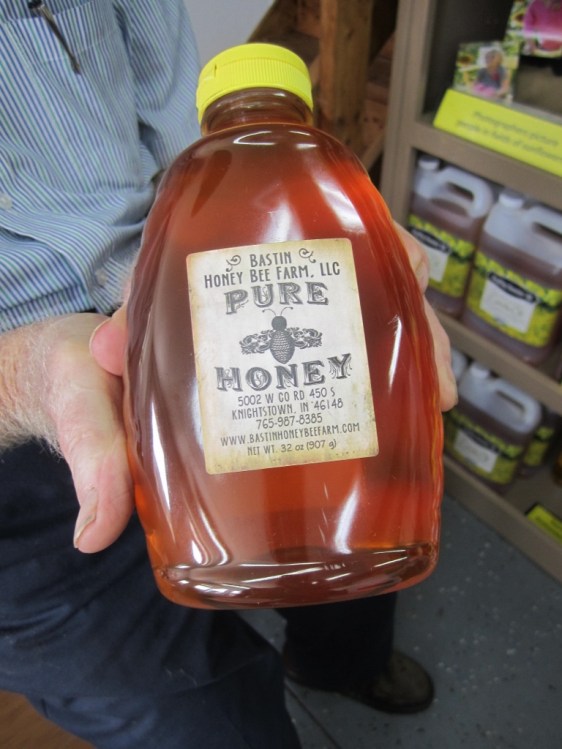 BASTIN
HONEY BEE FARM, LLC
PURE
HONEY
5002 W CO RD 450 S
KNIGHTSTOWN, IN 46148
765-987-8385
WWW.BASTINHONEYBEEFARM.COM
NET WT. 32 oz (907 g)